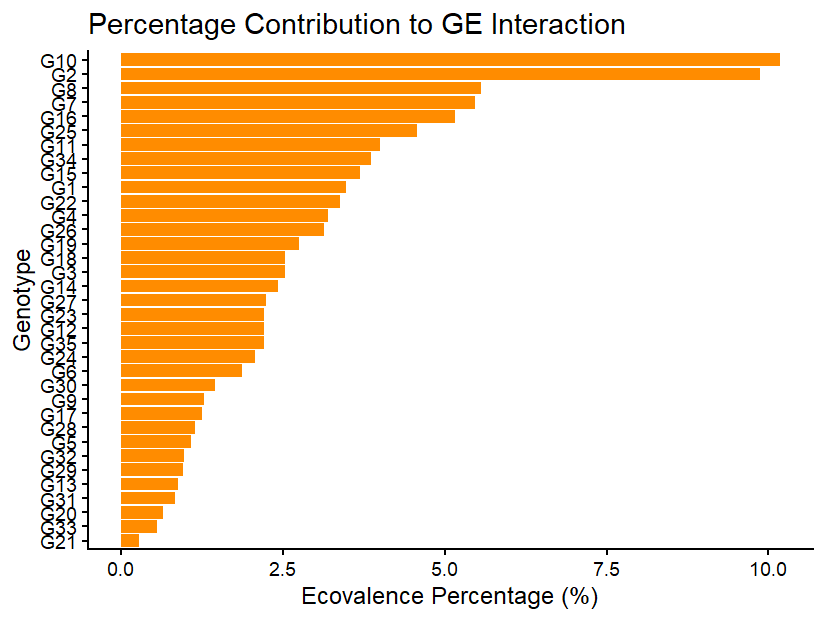 Percentage Contribution to GE Interaction
Genotype
G10
G2
G8
G7
G16
G25
G11
G34
G15
G1
G22
G4
G26
G19
G18
G3
G14
G27
G23
G12
G35
G24
G6
G30
G9
G17
G28
G5
G32
G29
G13
G31
G20
G33
G21
0.0 2.5 5.0 7.5 10.0
Ecovalence Percentage (%)